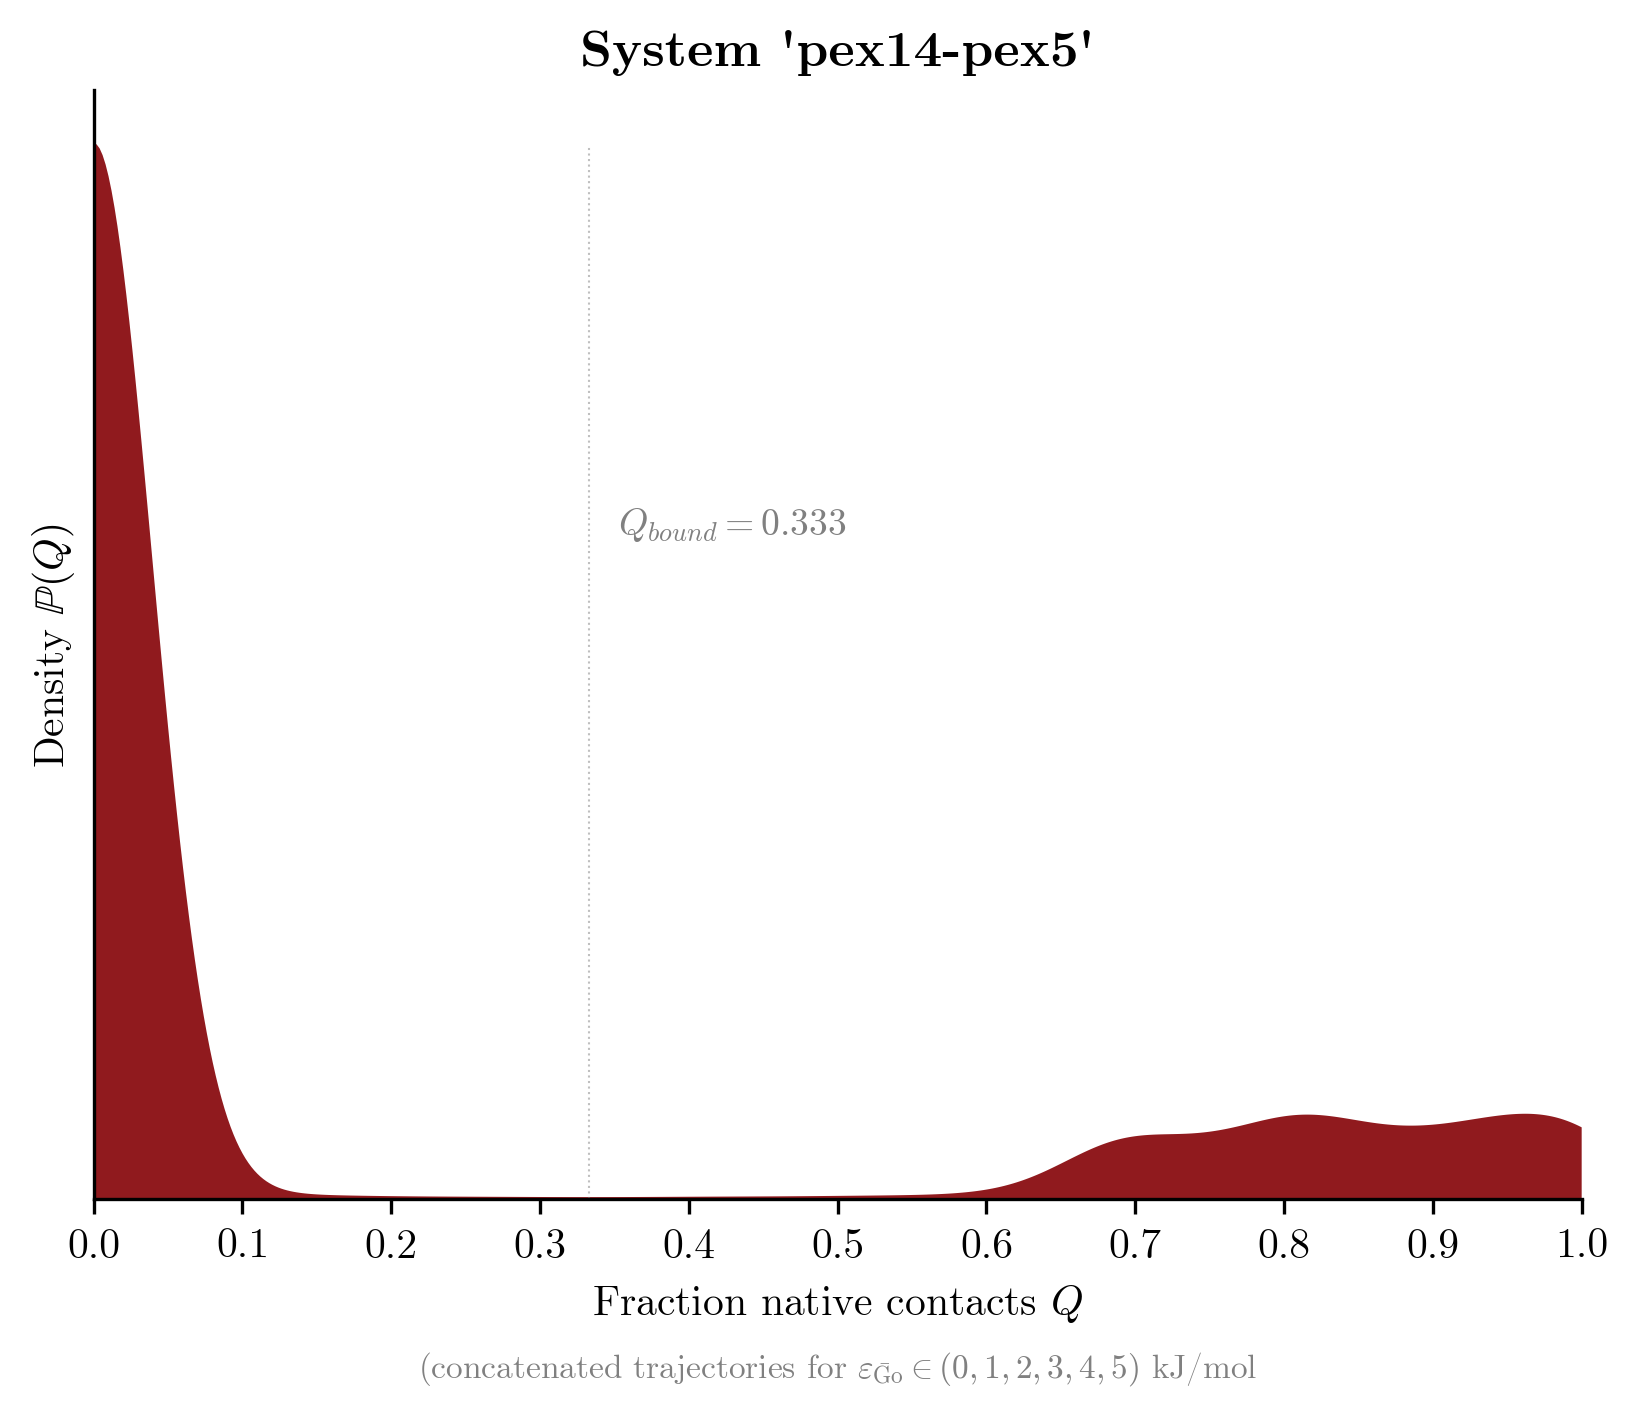 System 'pex14-pex5'
Density ℙ(Q)
Q_bound = 0.333
0.0 0.1 0.2 0.3 0.4 0.5 0.6 0.7 0.8 0.9 1.0
Fraction native contacts Q
(concatenated trajectories for ε_Ḡo ∈ (0, 1, 2, 3, 4, 5) kJ/mol